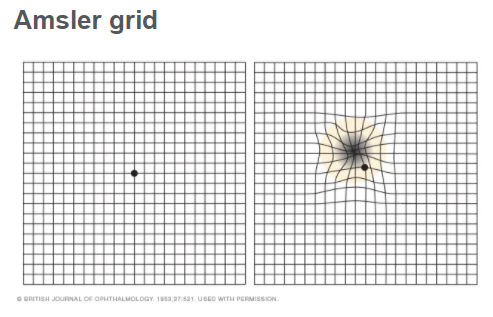 Amsler grid
© BRITISH JOURNAL OF OPHTHALMOLOGY. 1953;37:521. USED WITH PERMISSION.